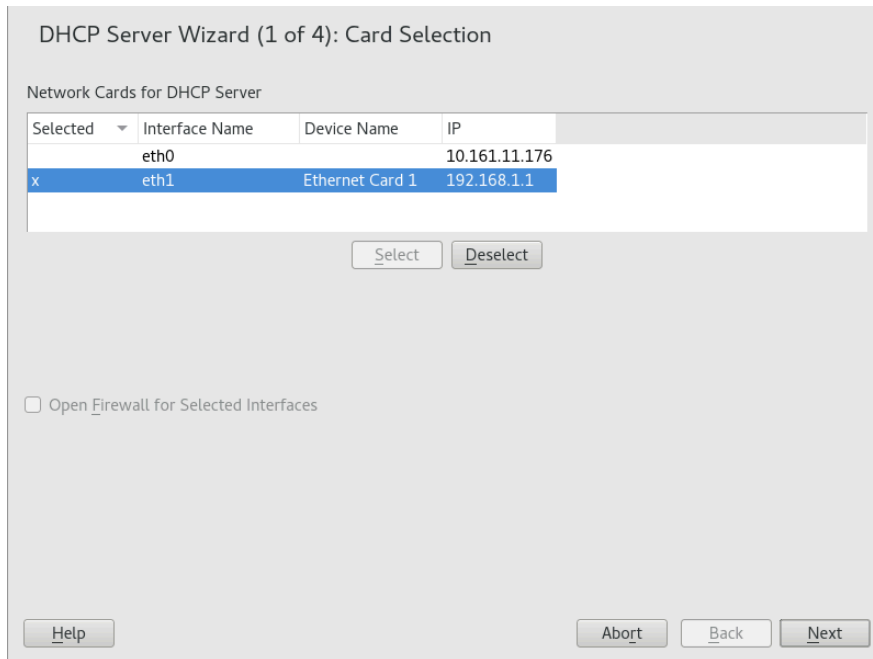 DHCP Server Wizard (1 of 4): Card Selection
Network Cards for DHCP Server
Selected Interface Name Device Name IP
eth0 10.161.11.176
x eth1 Ethernet Card 1 192.168.1.1
Select Deselect
Open Firewall for Selected Interfaces
Help Abort Back Next